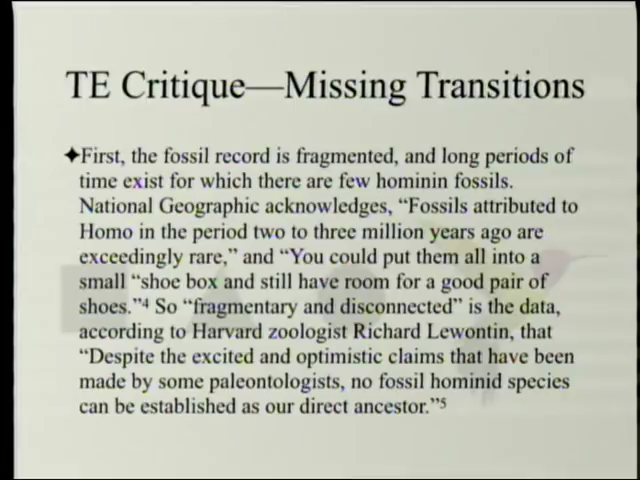 TE Critique—Missing Transitions
✦First, the fossil record is fragmented, and long periods of
time exist for which there are few hominin fossils.
National Geographic acknowledges, “Fossils attributed to
Homo in the period two to three million years ago are
exceedingly rare,” and “You could put them all into a
small “shoe box and still have room for a good pair of
shoes.”⁴ So “fragmentary and disconnected” is the data,
according to Harvard zoologist Richard Lewontin, that
“Despite the excited and optimistic claims that have been
made by some paleontologists, no fossil hominid species
can be established as our direct ancestor.”⁵